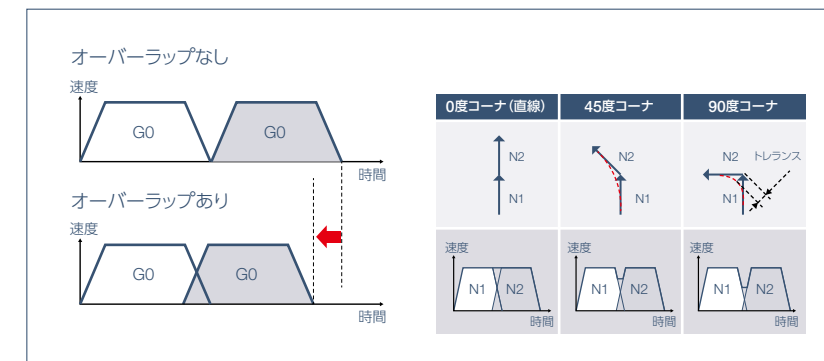 オーバーラップなし
速度
G0
G0
時間
オーバーラップあり
速度
G0
G0
時間
0度コーナ(直線)
45度コーナ
90度コーナ
N2
N1
N2
N1
N2
トレランス
N1
速度
N1
N2
時間
速度
N1
N2
時間
速度
N1
N2
時間